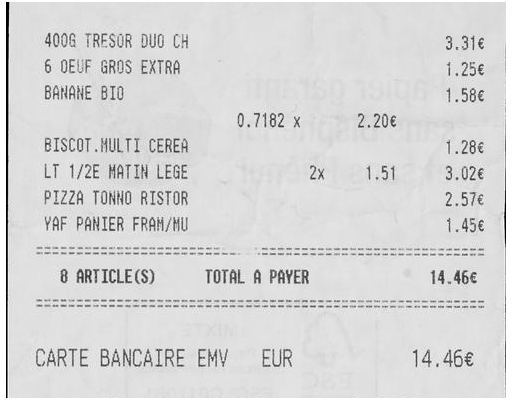 400G TRESOR DUO CH 3.31€
6 OEUF GROS EXTRA 1.25€
BANANE BIO 1.58€
0.7182 x 2.20€
BISCOT.MULTI CEREA 1.28€
LT 1/2E MATIN LEGE 2x 1.51 3.02€
PIZZA TONNO RISTOR 2.57€
YAF PANIER FRAM/MU 1.45€
8 ARTICLE(S) TOTAL A PAYER 14.46€
CARTE BANCAIRE EMV EUR 14.46€